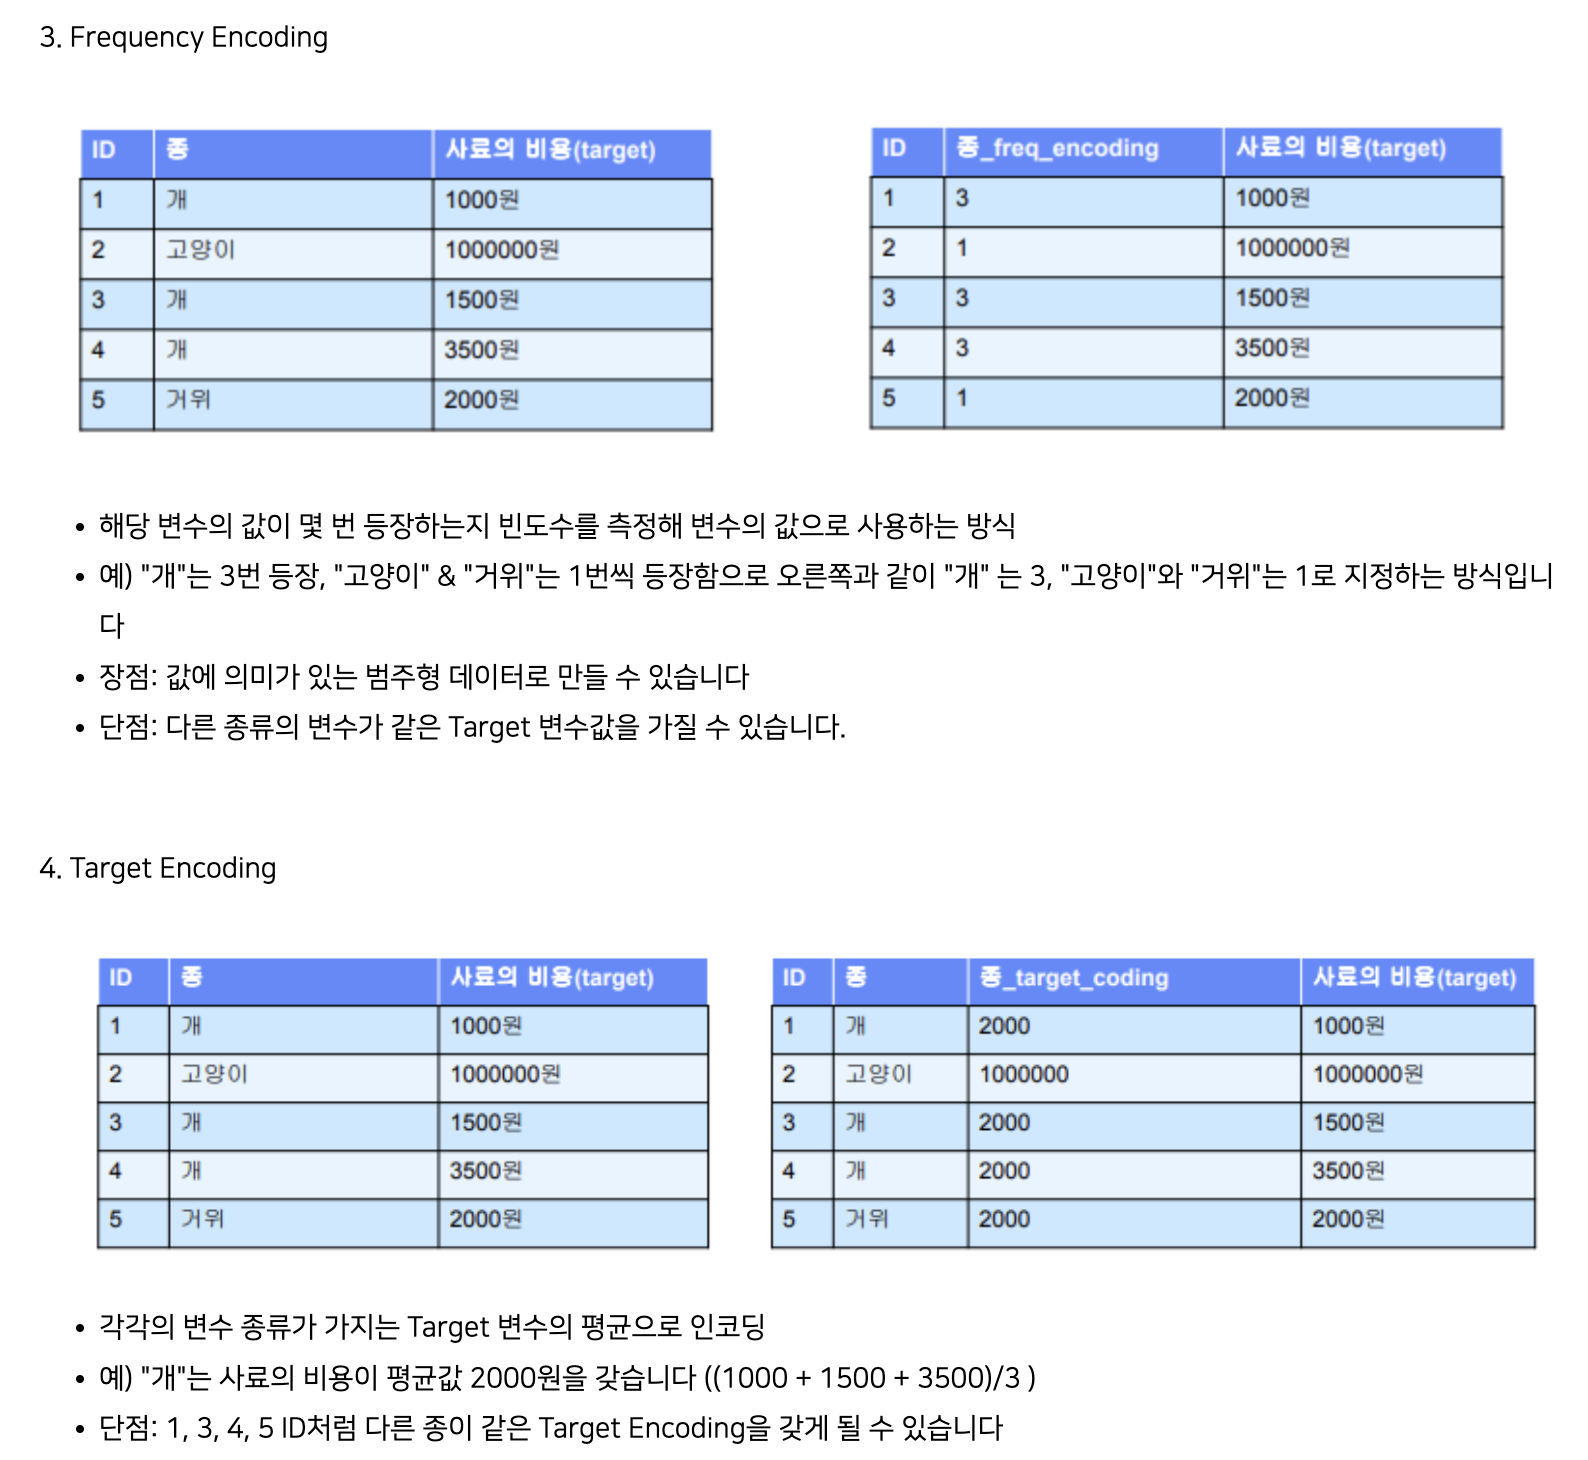 3. Frequency Encoding
ID 종 사료의 비용(target)
1 개 1000원
2 고양이 1000000원
3 개 1500원
4 개 3500원
5 거위 2000원
ID 종_freq_encoding 사료의 비용(target)
1 3 1000원
2 1 1000000원
3 3 1500원
4 3 3500원
5 1 2000원
• 해당 변수의 값이 몇 번 등장하는지 빈도수를 측정해 변수의 값으로 사용하는 방식
• 예) "개"는 3번 등장, "고양이" & "거위"는 1번씩 등장함으로 오른쪽과 같이 "개" 는 3, "고양이"와 "거위"는 1로 지정하는 방식입니
다
• 장점: 값에 의미가 있는 범주형 데이터로 만들 수 있습니다
• 단점: 다른 종류의 변수가 같은 Target 변수값을 가질 수 있습니다.
4. Target Encoding
ID 종 사료의 비용(target)
1 개 1000원
2 고양이 1000000원
3 개 1500원
4 개 3500원
5 거위 2000원
ID 종 종_target_coding 사료의 비용(target)
1 개 2000 1000원
2 고양이 1000000 1000000원
3 개 2000 1500원
4 개 2000 3500원
5 거위 2000 2000원
• 각각의 변수 종류가 가지는 Target 변수의 평균으로 인코딩
• 예) "개"는 사료의 비용이 평균값 2000원을 갖습니다 ((1000 + 1500 + 3500)/3 )
• 단점: 1, 3, 4, 5 ID처럼 다른 종이 같은 Target Encoding을 갖게 될 수 있습니다